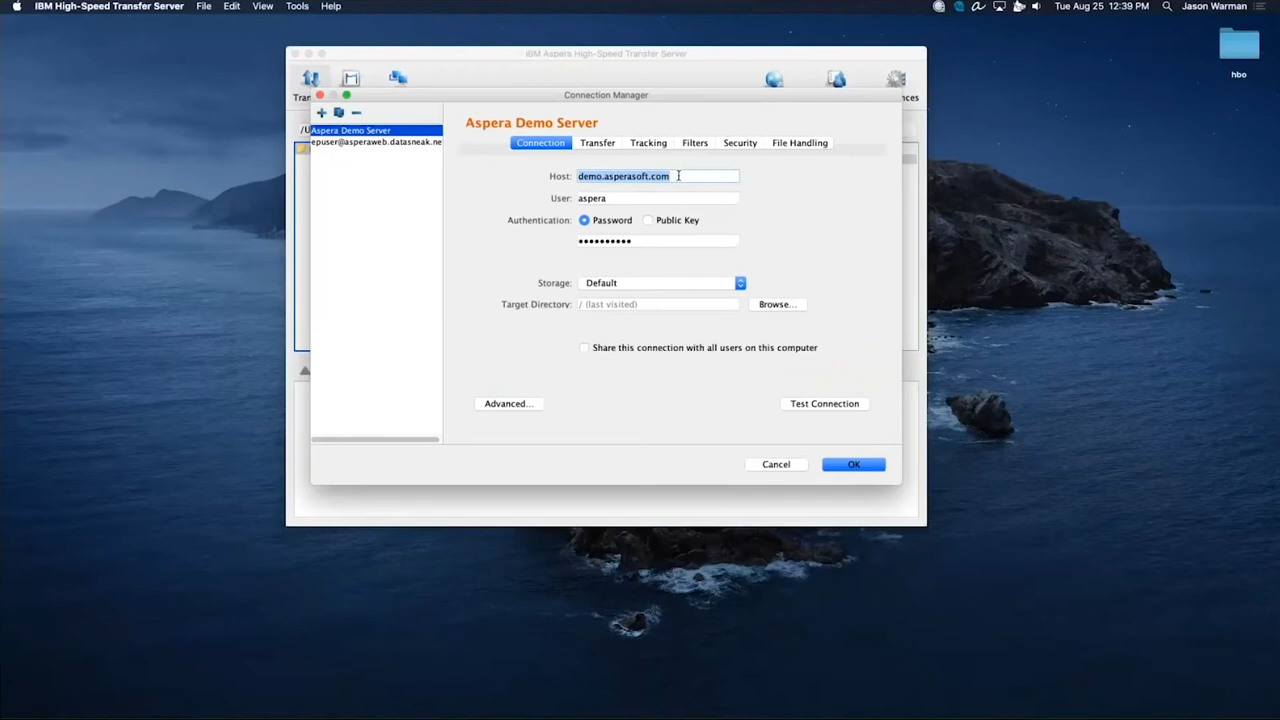 IBM High-Speed Transfer Server File Edit View Tools Help Tue Aug 25 12:39 PM Jason Warman
hbo
IBM Aspera High-Speed Transfer Server
Connection Manager
Aspera Demo Server
epuser@asperaweb.datasneak.ne
Aspera Demo Server
Connection Transfer Tracking Filters Security File Handling
Host: demo.asperasoft.com
User: aspera
Authentication: Password Public Key
••••••••••
Storage: Default
Target Directory: / (last visited) Browse...
Share this connection with all users on this computer
Advanced... Test Connection
Cancel OK